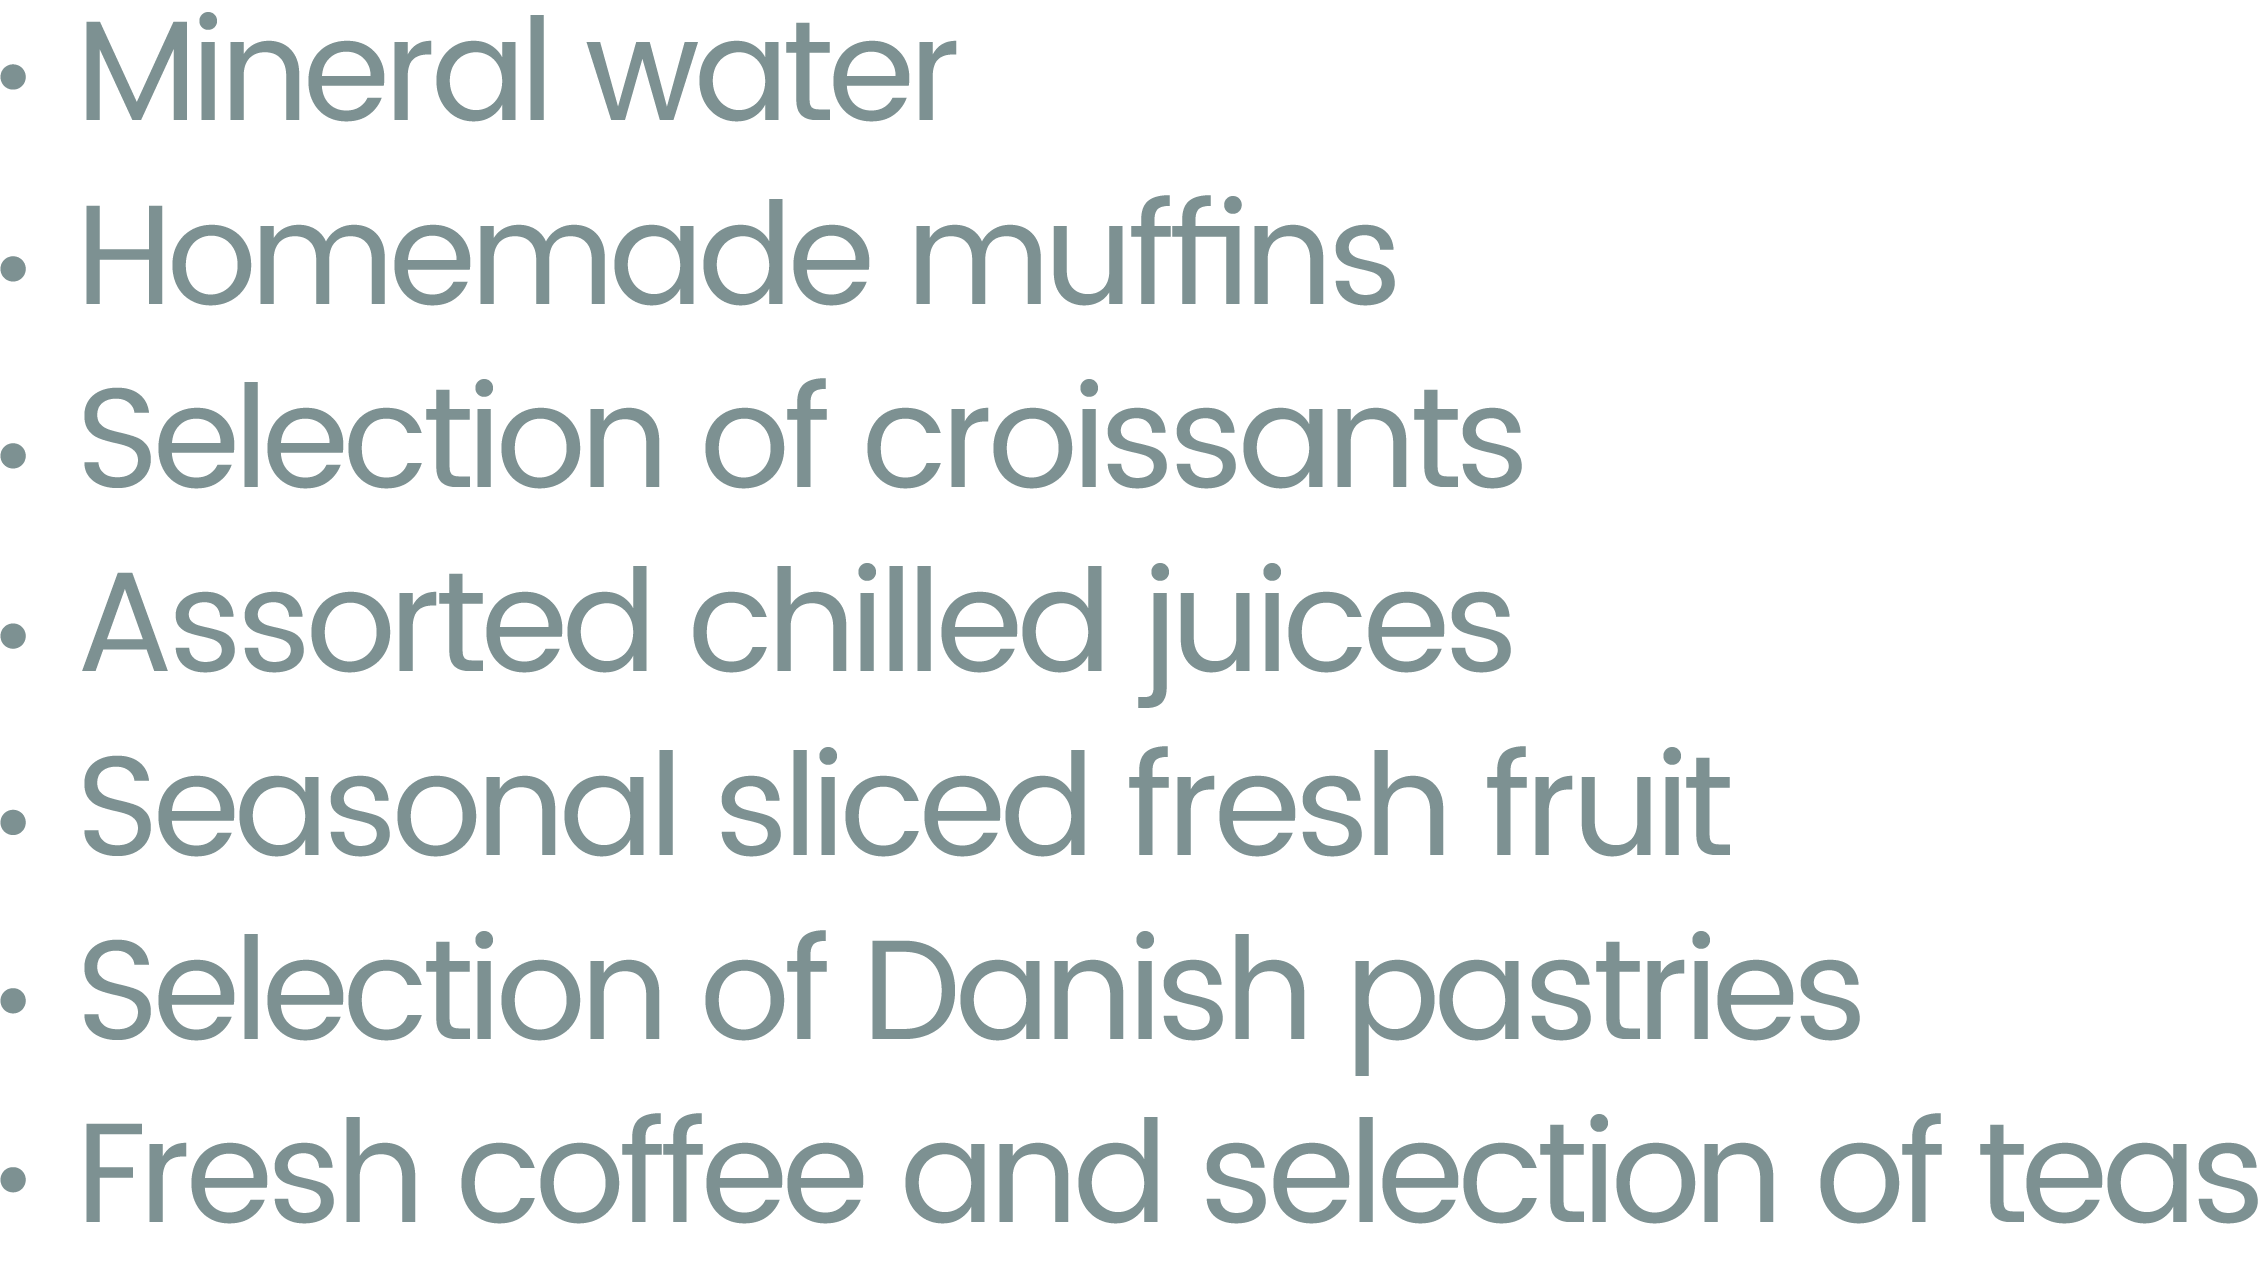 • Mineral water
• Homemade muffins
• Selection of croissants
• Assorted chilled juices
• Seasonal sliced fresh fruit
• Selection of Danish pastries
• Fresh coffee and selection of teas